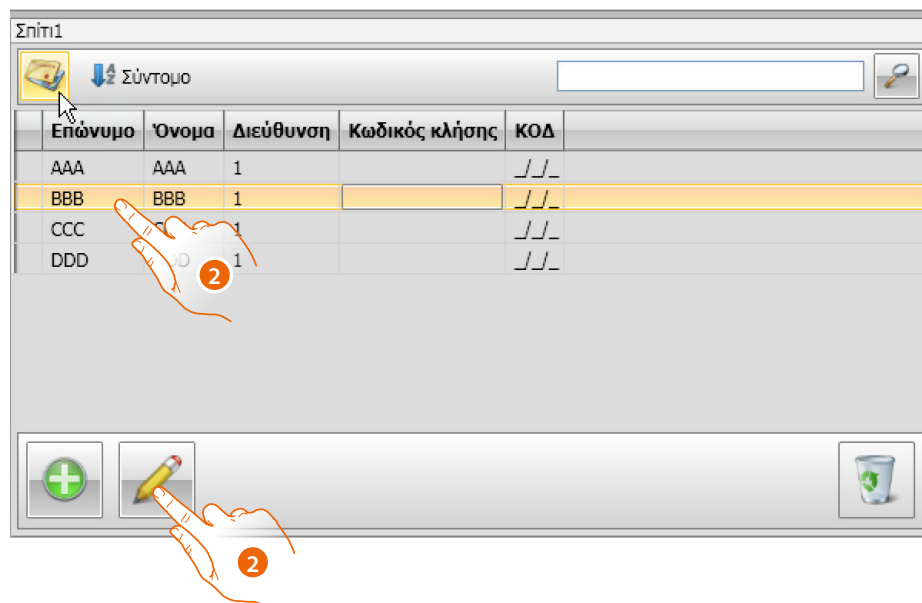 Σπίτι1
Σύντομο
Επώνυμο Όνομα Διεύθυνση Κωδικός κλήσης ΚΟΔ
AAA AAA 1 _/_/_
BBB BBB 1 _/_/_
CCC 1 _/_/_
DDD 1 _/_/_
2
2